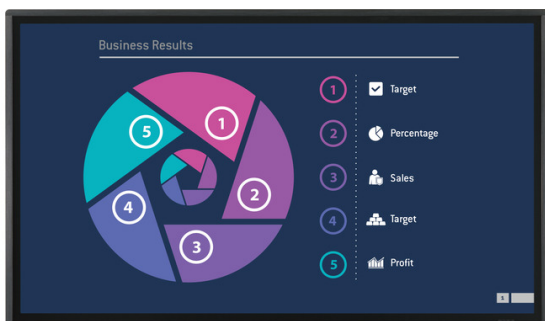 Business Results
1
2
3
4
5
1 Target
2 Percentage
3 Sales
4 Target
5 Profit